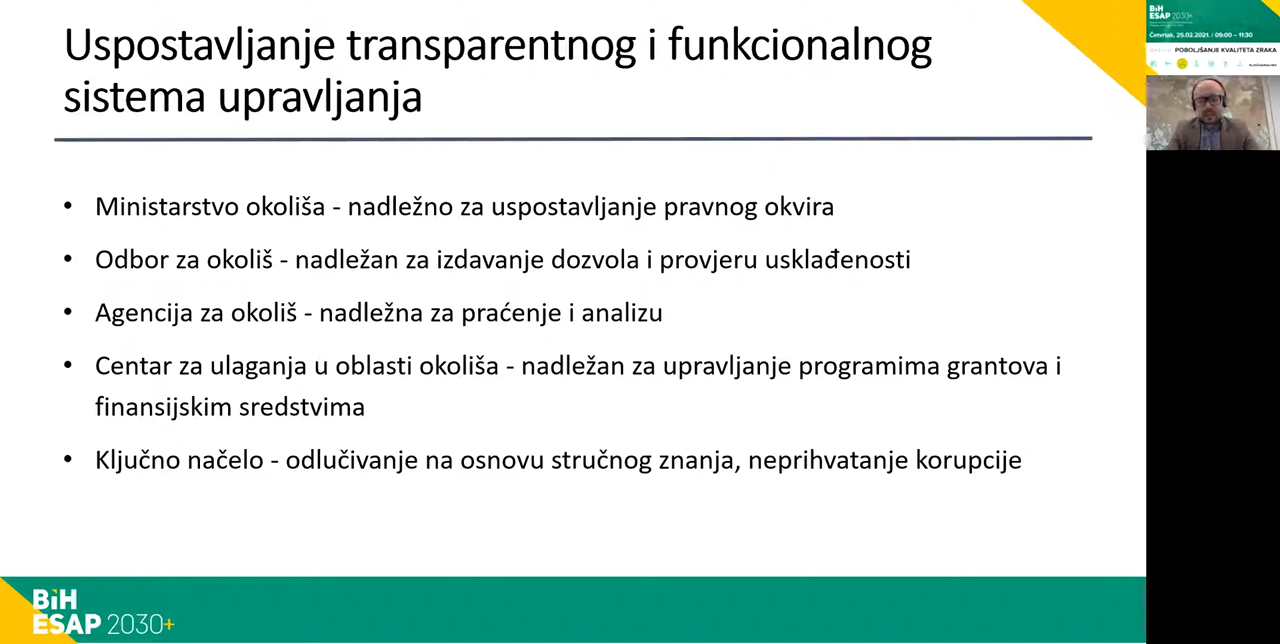 Uspostavljanje transparentnog i funkcionalnog
sistema upravljanja
• Ministarstvo okoliša - nadležno za uspostavljanje pravnog okvira
• Odbor za okoliš - nadležan za izdavanje dozvola i provjeru usklađenosti
• Agencija za okoliš - nadležna za praćenje i analizu
• Centar za ulaganja u oblasti okoliša - nadležan za upravljanje programima grantova i
finansijskim sredstvima
• Ključno načelo - odlučivanje na osnovu stručnog znanja, neprihvatanje korupcije
BiH
ESAP 2030+
BiH
ESAP 2030+
Četvrtak, 25.02.2021. / 09:00 – 11:30
POBOLJŠANJE KVALITETA ZRAKA